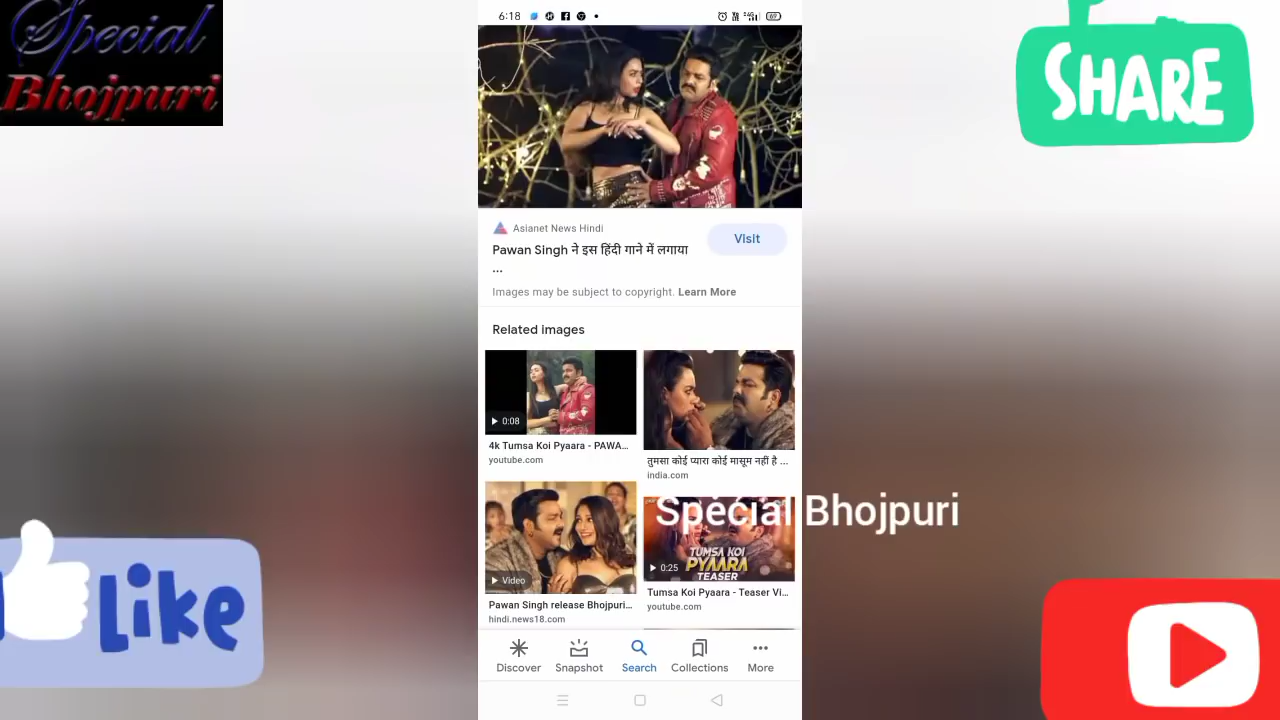 Special
Bhojpuri
SHARE
6:18
69
Asianet News Hindi
Pawan Singh ने इस हिंदी गाने में लगाया
...
Visit
Images may be subject to copyright. Learn More
Related images
0:08
4k Tumsa Koi Pyaara - PAWA...
youtube.com
तुमसा कोई प्यारा कोई मासूम नहीं है ...
india.com
Special Bhojpuri
Video
Pawan Singh release Bhojpuri...
hindi.news18.com
TUMSA KOI
PYAARA
TEASER
0:25
Tumsa Koi Pyaara - Teaser Vi...
youtube.com
Like
Discover
Snapshot
Search
Collections
More